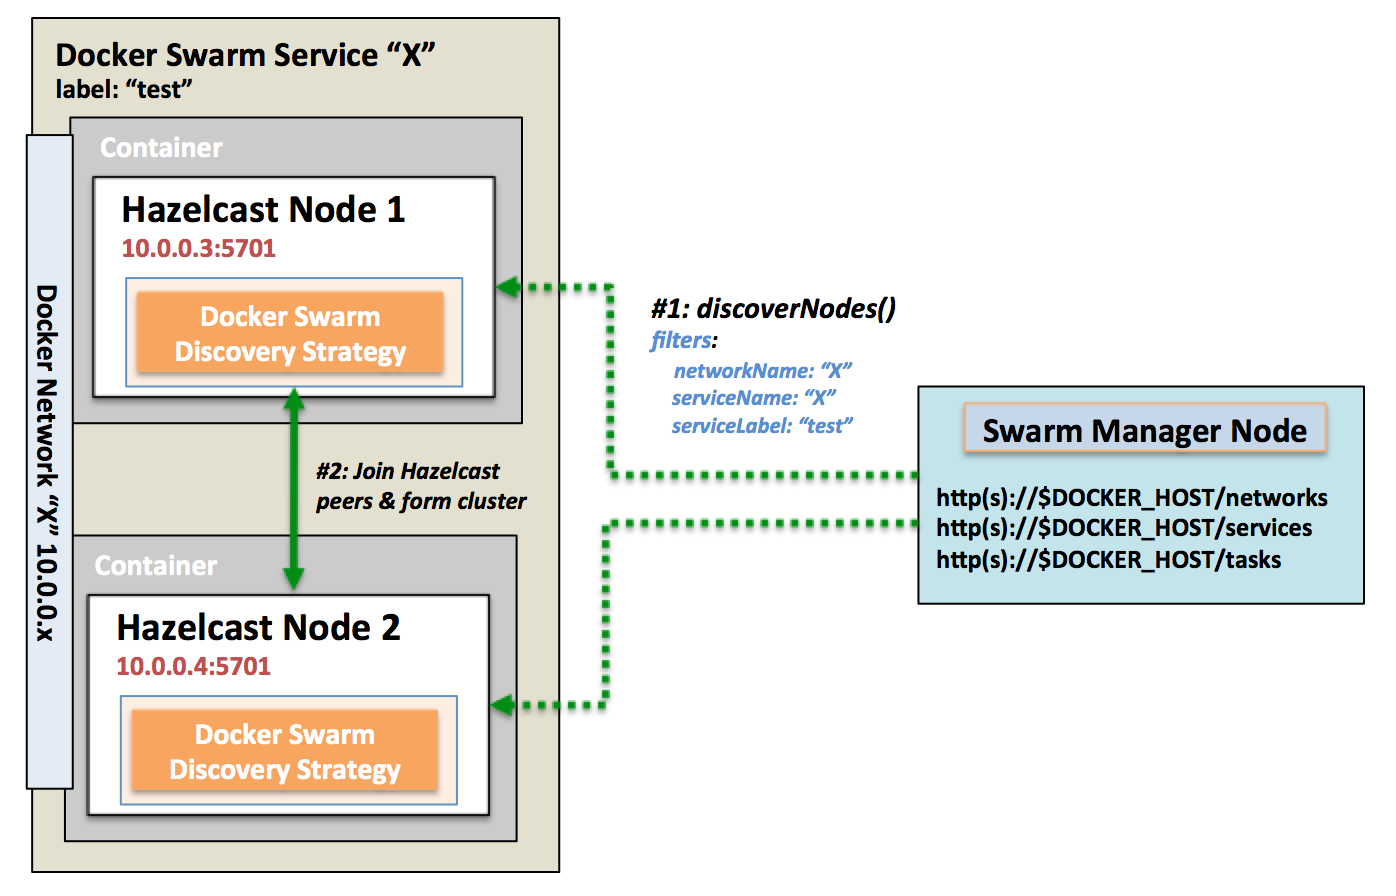 Docker Swarm Service “X”
label: “test”
Container
Hazelcast Node 1
10.0.0.3:5701
Docker Swarm
Discovery Strategy
Docker Network “X” 10.0.0.x
#1: discoverNodes()
filters:
networkName: “X”
serviceName: “X”
serviceLabel: “test”
#2: Join Hazelcast
peers & form cluster
Swarm Manager Node
http(s)://$DOCKER_HOST/networks
http(s)://$DOCKER_HOST/services
http(s)://$DOCKER_HOST/tasks
Container
Hazelcast Node 2
10.0.0.4:5701
Docker Swarm
Discovery Strategy